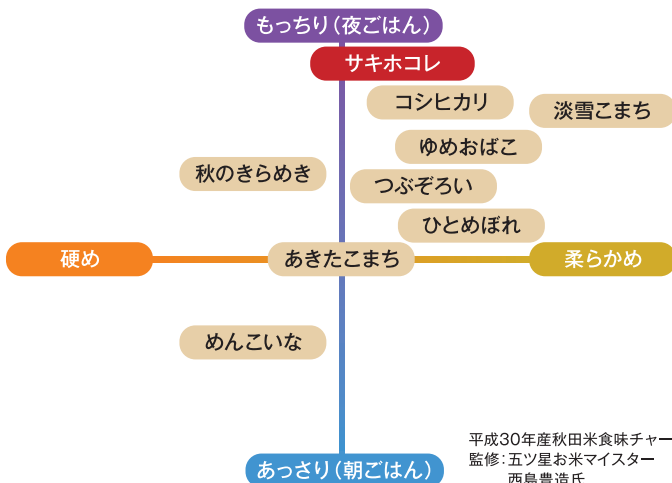 もっちり(夜ごはん)
サキホコレ
コシヒカリ
淡雪こまち
ゆめおばこ
秋のきらめき
つぶぞろい
ひとめぼれ
硬め
あきたこまち
柔らかめ
めんこいな
平成30年産秋田米食味チャー
監修:五ツ星お米マイスター
西島豊造氏
あっさり(朝ごはん)